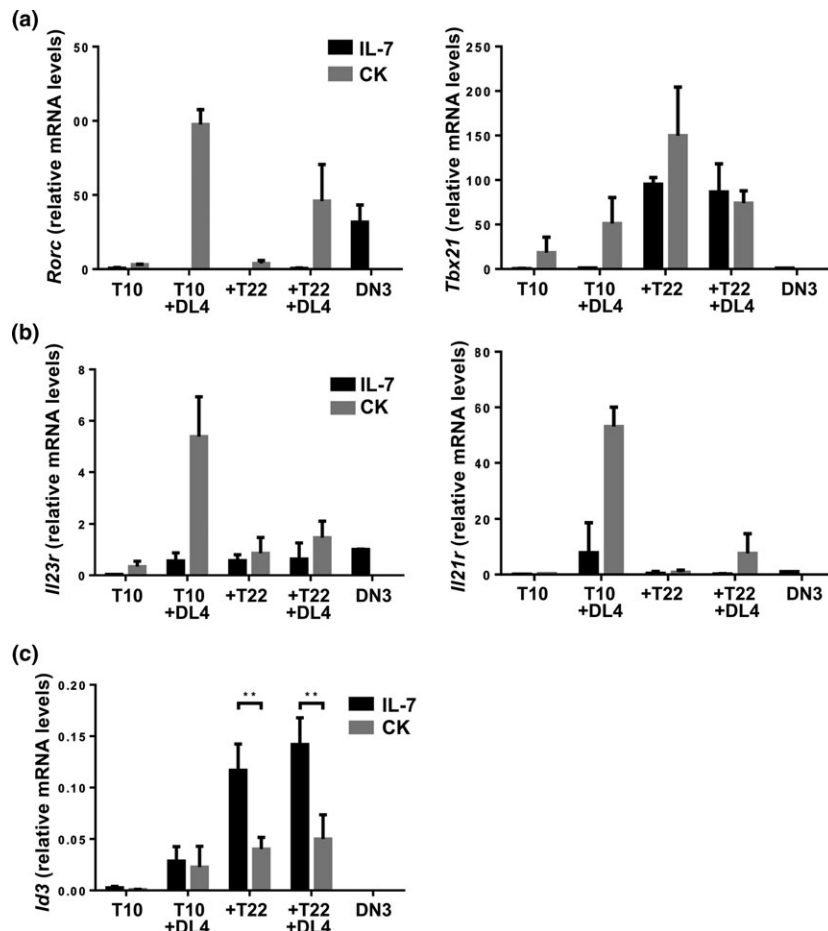 (a)
Rorc (relative mRNA levels)
50
00
50
0
IL-7
CK
T10
T10
+DL4
+T22
+T22
+DL4
DN3
Tbx21 (relative mRNA levels)
250
200
150
100
50
0
T10
T10
+DL4
+T22
+T22
+DL4
DN3
(b)
Il23r (relative mRNA levels)
8
6
4
2
0
IL-7
CK
T10
T10
+DL4
+T22
+T22
+DL4
DN3
Il21r (relative mRNA levels)
80
60
40
20
0
T10
T10
+DL4
+T22
+T22
+DL4
DN3
(c)
Id3 (relative mRNA levels)
0.20
0.15
0.10
0.05
0.00
** **
IL-7
CK
T10
T10
+DL4
+T22
+T22
+DL4
DN3